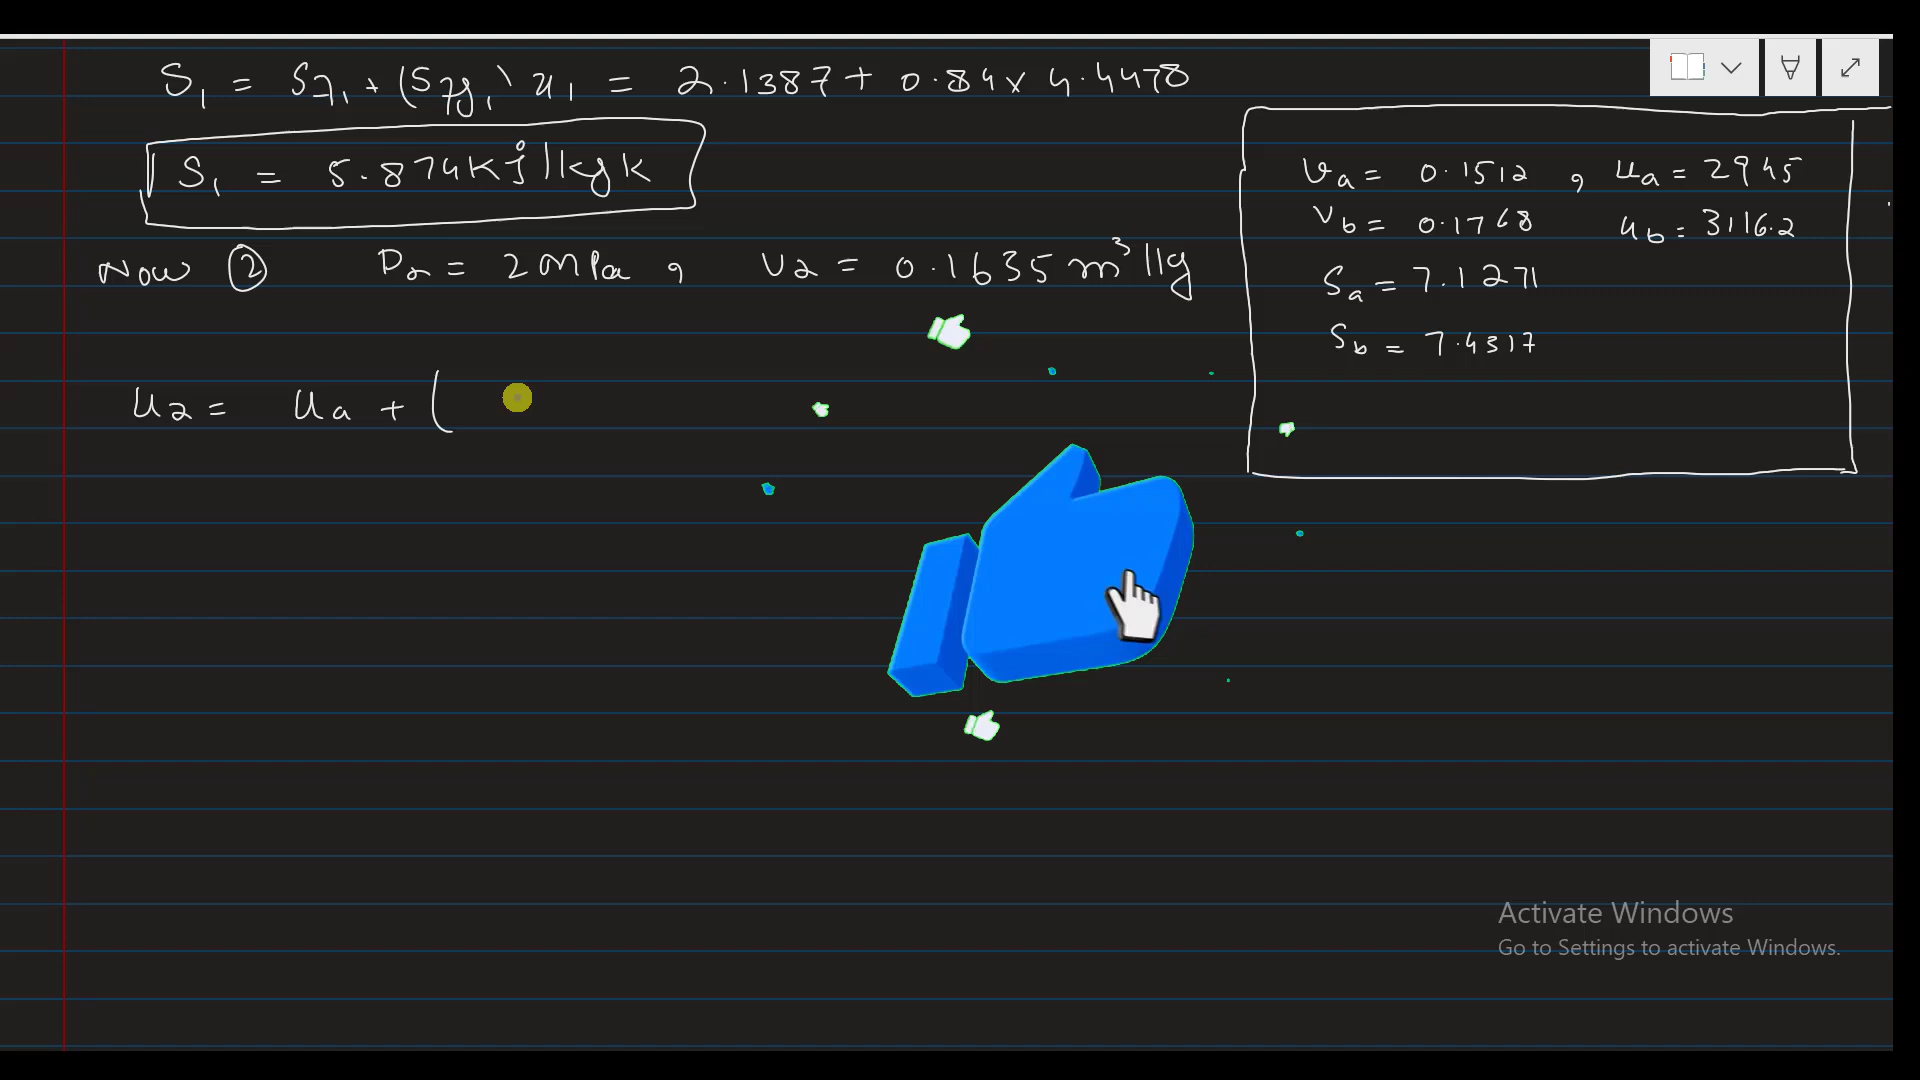 S₁ = Sf₁ + (Sfg₁) x₁ = 2.1387 + 0.84 x 4.4478
S₁ = 5.874 kJ/kgk
Now ② P₂ = 2 MPa , V₂ = 0.1635 m³/kg
u₂ = ua + (
va = 0.1512 , ua = 2945
vb = 0.1768 ub = 3116.2
Sa = 7.1271
Sb = 7.4317
Activate Windows
Go to Settings to activate Windows.